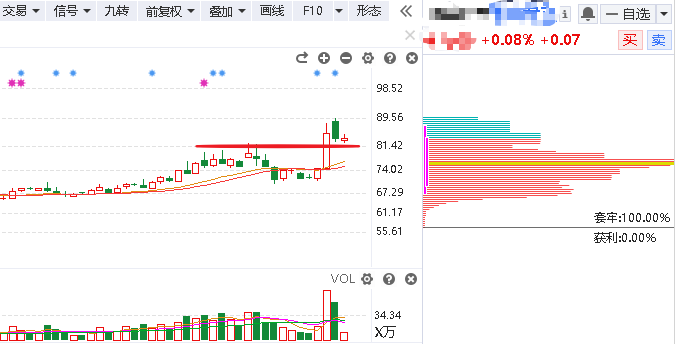 交易 信号 九转 前复权 叠加 画线 F10 形态
自选
+0.08% +0.07 买 卖
98.52
89.56
81.42
74.02
67.29
61.17
55.61
套牢:100.00%
获利:0.00%
VOL
34.34
X万